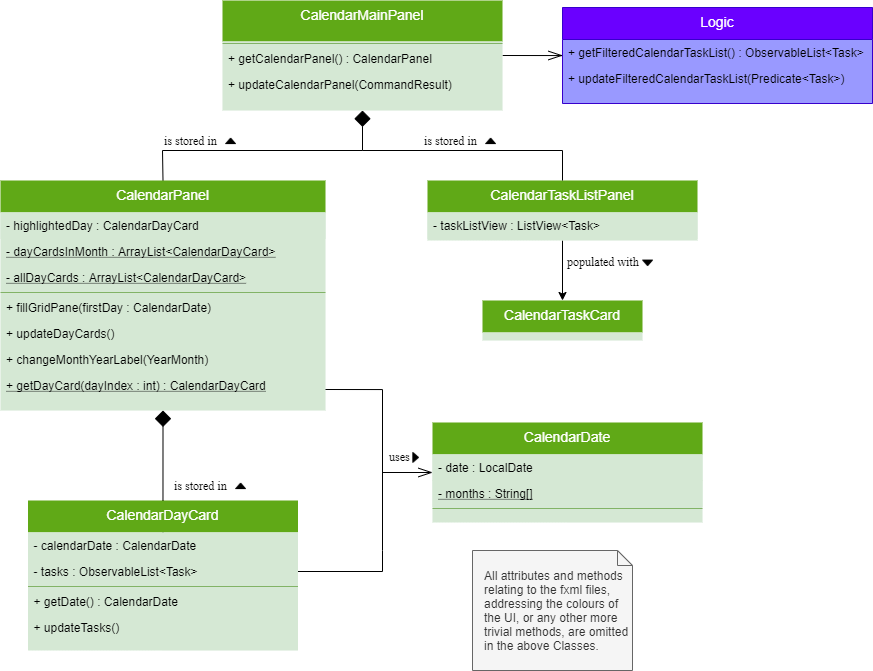 CalendarMainPanel
+ getCalendarPanel() : CalendarPanel
+ updateCalendarPanel(CommandResult)
Logic
+ getFilteredCalendarTaskList() : ObservableList<Task>
+ updateFilteredCalendarTaskList(Predicate<Task>)
is stored in
is stored in
CalendarPanel
- highlightedDay : CalendarDayCard
- dayCardsInMonth : ArrayList<CalendarDayCard>
- allDayCards : ArrayList<CalendarDayCard>
+ fillGridPane(firstDay : CalendarDate)
+ updateDayCards()
+ changeMonthYearLabel(YearMonth)
+ getDayCard(dayIndex : int) : CalendarDayCard
CalendarTaskListPanel
- taskListView : ListView<Task>
populated with
CalendarTaskCard
uses
CalendarDate
- date : LocalDate
- months : String[]
is stored in
CalendarDayCard
- calendarDate : CalendarDate
- tasks : ObservableList<Task>
+ getDate() : CalendarDate
+ updateTasks()
All attributes and methods
relating to the fxml files,
addressing the colours of
the UI, or any other more
trivial methods, are omitted
in the above Classes.